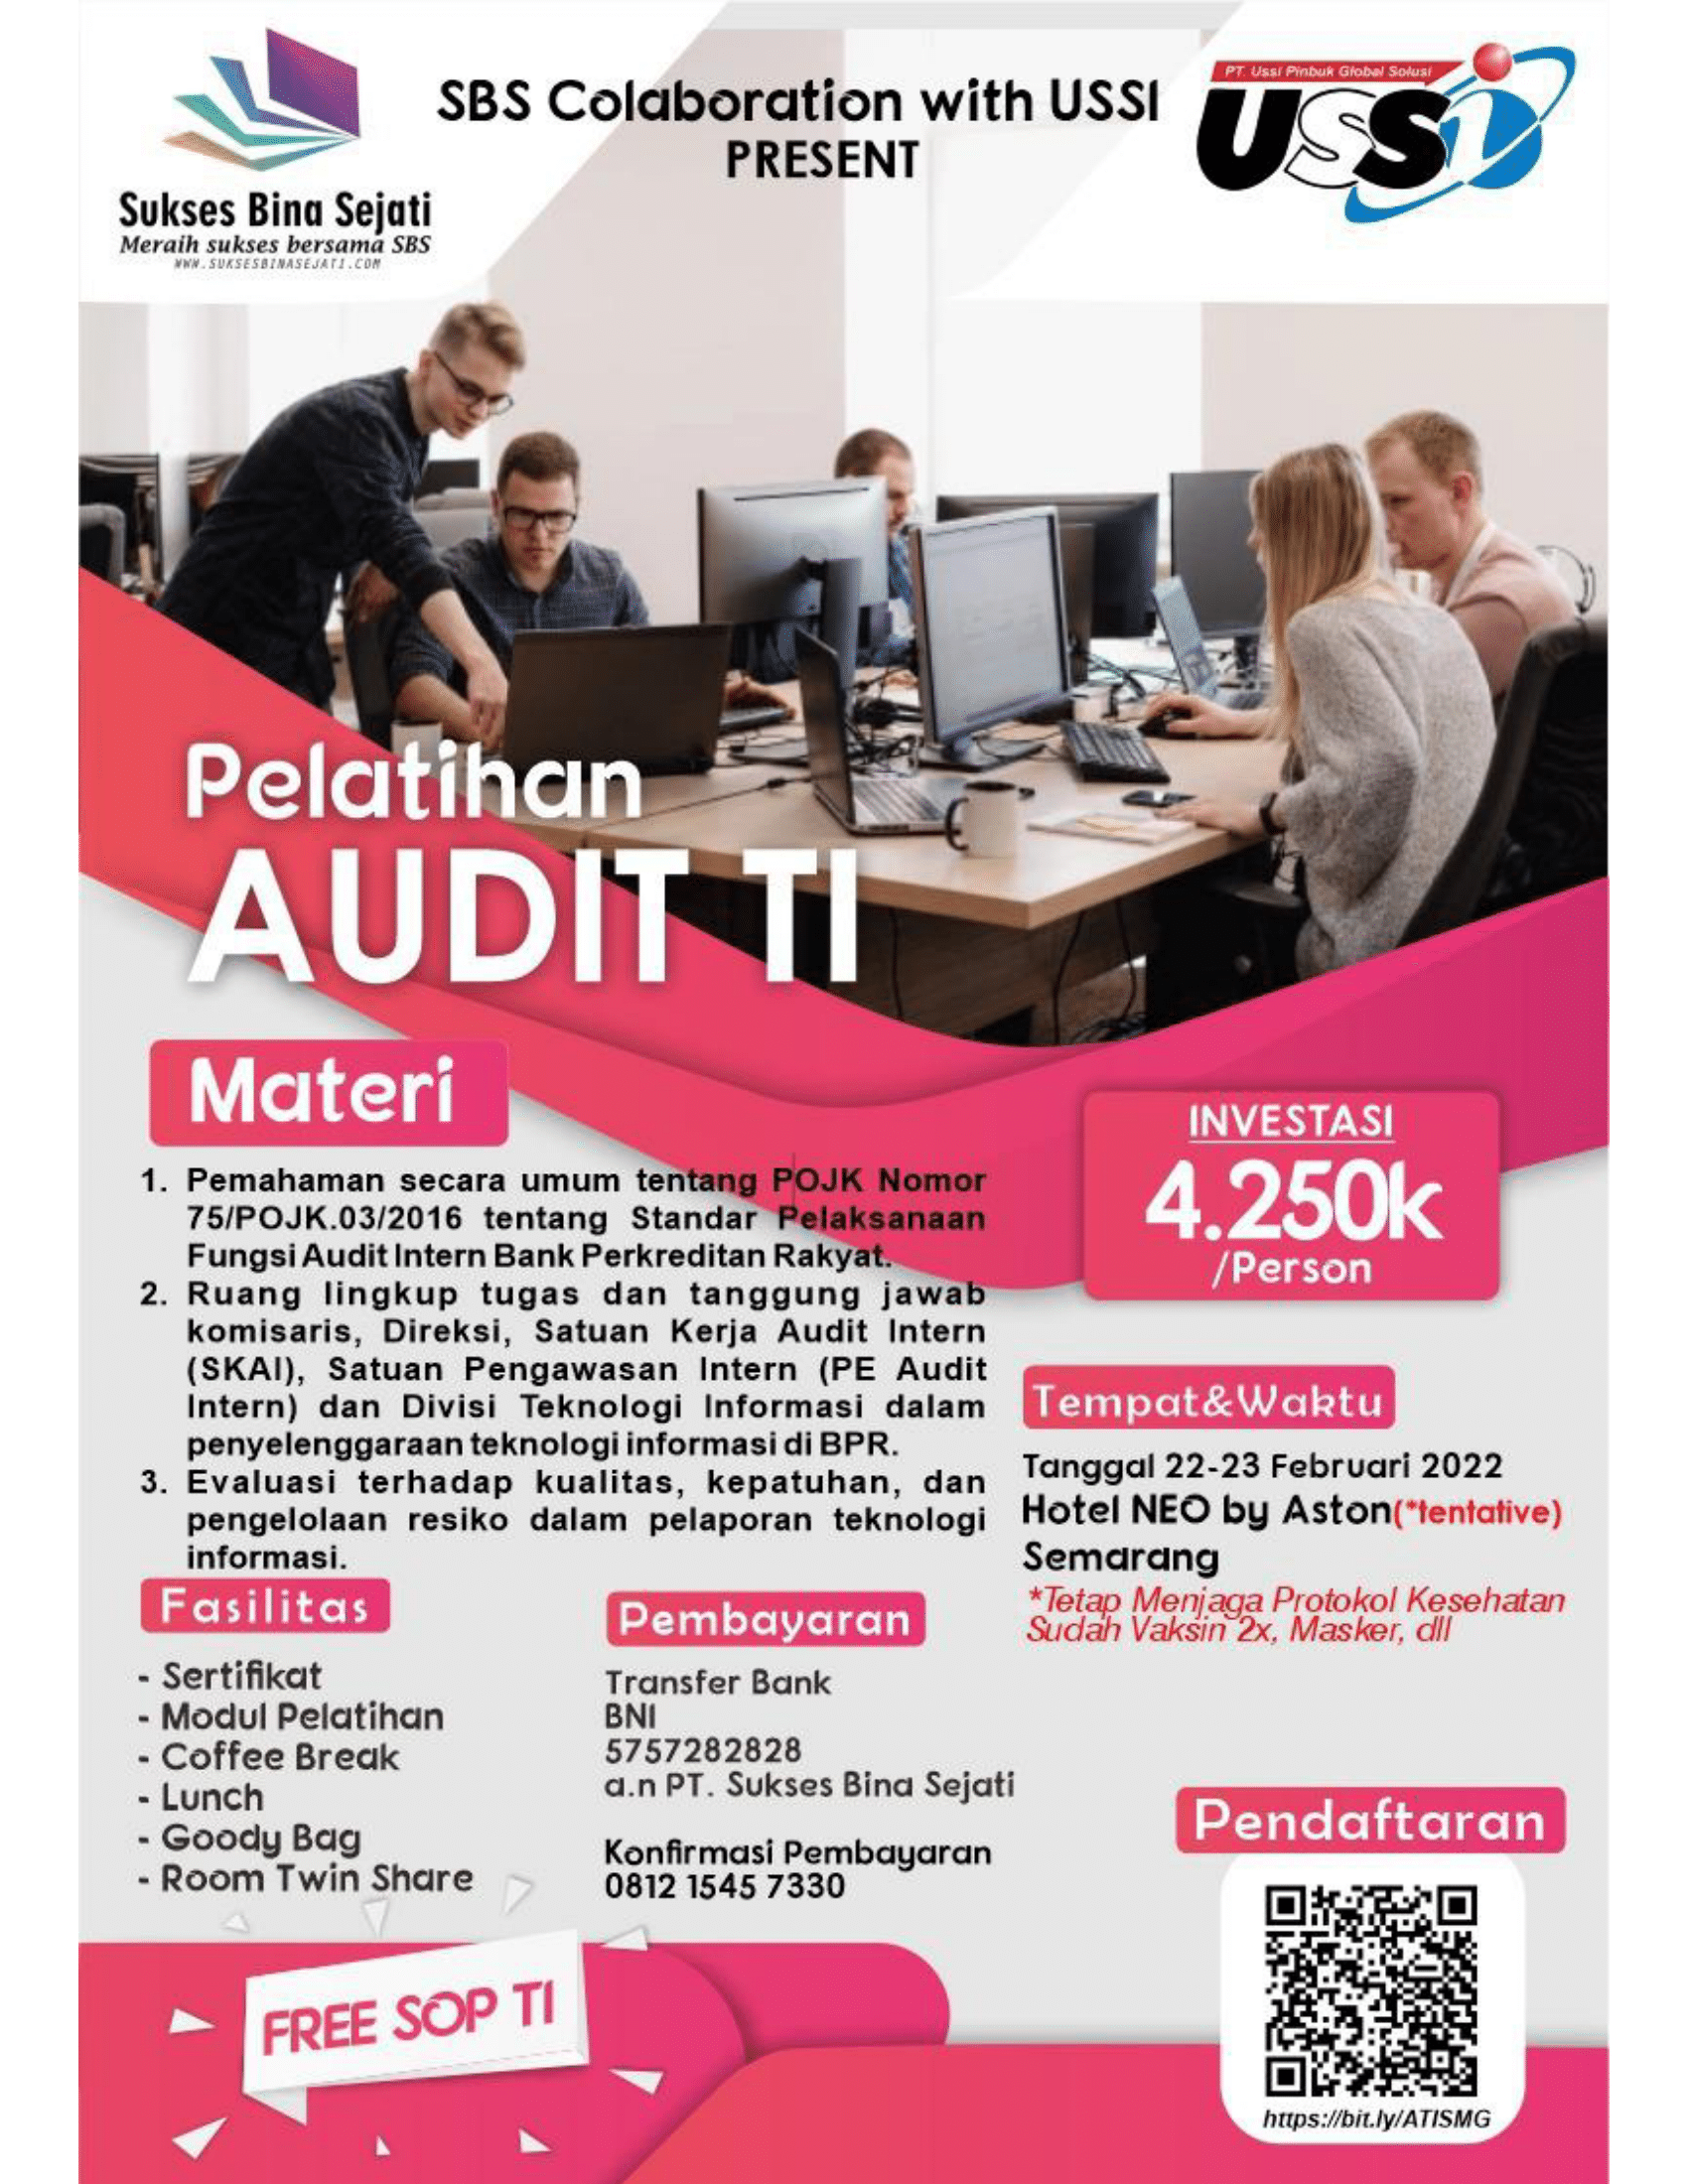 SBS Colaboration with USSI
PRESENT
Sukses Bina Sejati
Meraih sukses bersama SBS
WWW.SUKSESBINASEJATI.COM
PT. Ussi Pinbuk Global Solusi
USSi
Pelatihan
AUDIT TI
Materi
1. Pemahaman secara umum tentang POJK Nomor
75/POJK.03/2016 tentang Standar Pelaksanaan
Fungsi Audit Intern Bank Perkreditan Rakyat.
2. Ruang lingkup tugas dan tanggung jawab
komisaris, Direksi, Satuan Kerja Audit Intern
(SKAI), Satuan Pengawasan Intern (PE Audit
Intern) dan Divisi Teknologi Informasi dalam
penyelenggaraan teknologi informasi di BPR.
3. Evaluasi terhadap kualitas, kepatuhan, dan
pengelolaan resiko dalam pelaporan teknologi
informasi.
INVESTASI
4.250k
/Person
Tempat&Waktu
Tanggal 22-23 Februari 2022
Hotel NEO by Aston(*tentative)
Semarang
*Tetap Menjaga Protokol Kesehatan
Sudah Vaksin 2x, Masker, dll
Fasilitas
- Sertifikat
- Modul Pelatihan
- Coffee Break
- Lunch
- Goody Bag
- Room Twin Share
Pembayaran
Transfer Bank
BNI
5757282828
a.n PT. Sukses Bina Sejati
Konfirmasi Pembayaran
0812 1545 7330
Pendaftaran
https://bit.ly/ATISMG
FREE SOP TI